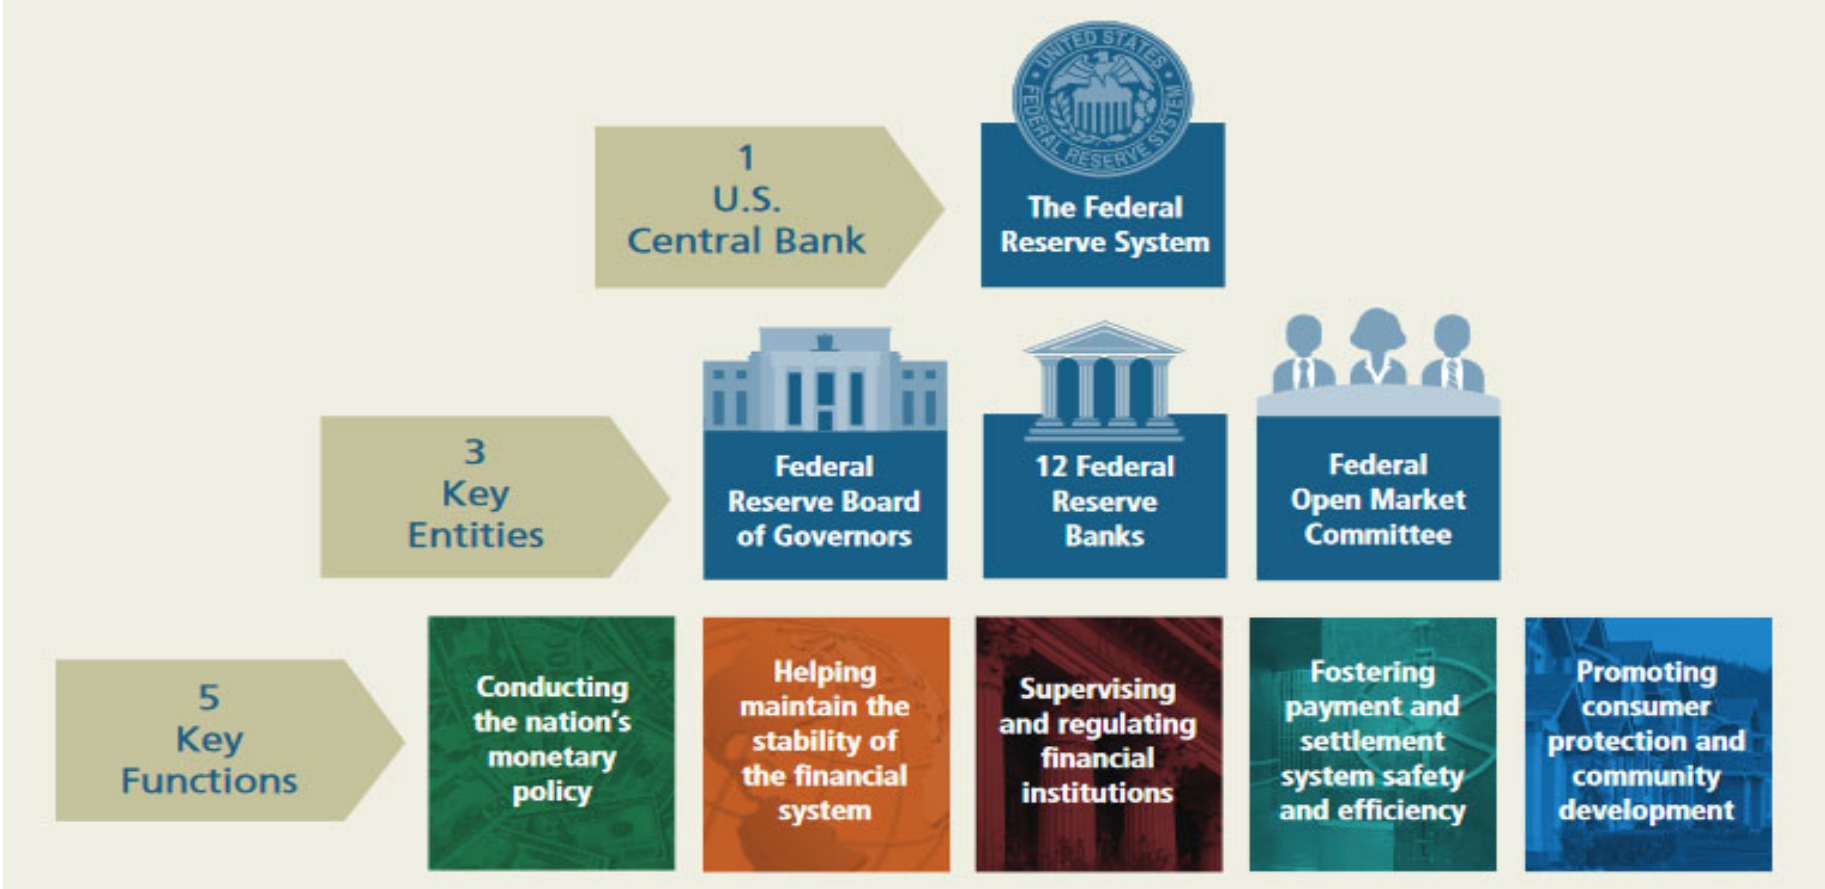 UNITED STATES
FEDERAL RESERVE SYSTEM
1
U.S.
Central Bank
The Federal
Reserve System
3
Key
Entities
Federal
Reserve Board
of Governors
12 Federal
Reserve
Banks
Federal
Open Market
Committee
5
Key
Functions
Conducting
the nation's
monetary
policy
Helping
maintain the
stability of
the financial
system
Supervising
and regulating
financial
institutions
Fostering
payment and
settlement
system safety
and efficiency
Promoting
consumer
protection and
community
development